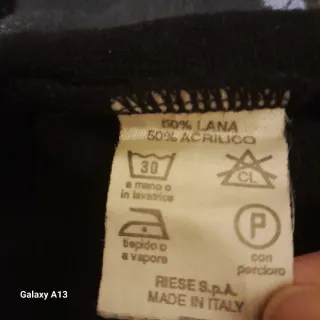 50% LANA
50% ACRILICO
30
CL
a mano o
in lavatrice
P
tiepido o
a vapore
con
percloro
RIESE S.p.A.
MADE IN ITALY
Galaxy A13